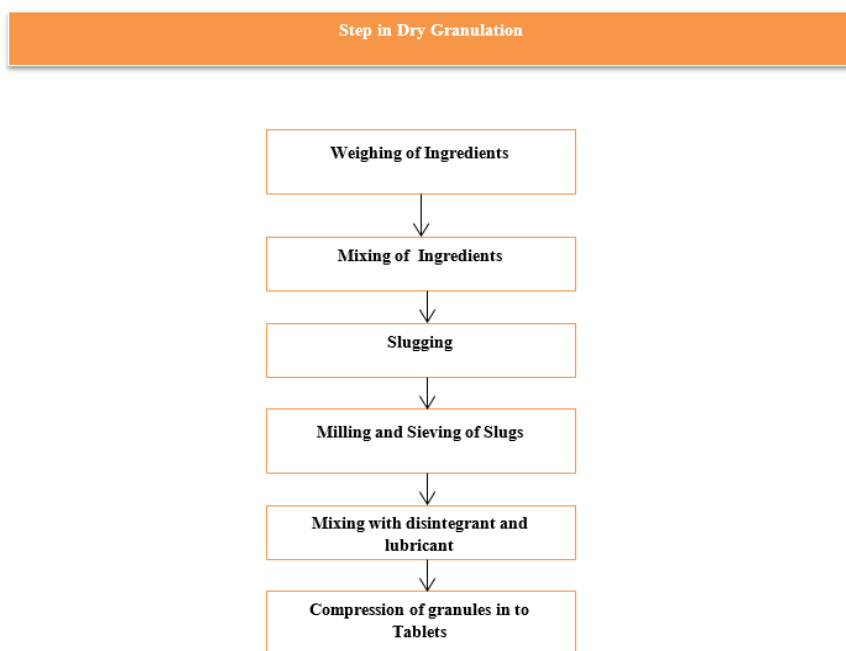 Step in Dry Granulation
Weighing of Ingredients
Mixing of  Ingredients
Slugging
Milling and Sieving of Slugs
Mixing with disintegrant and
lubricant
Compression of granules in to
Tablets